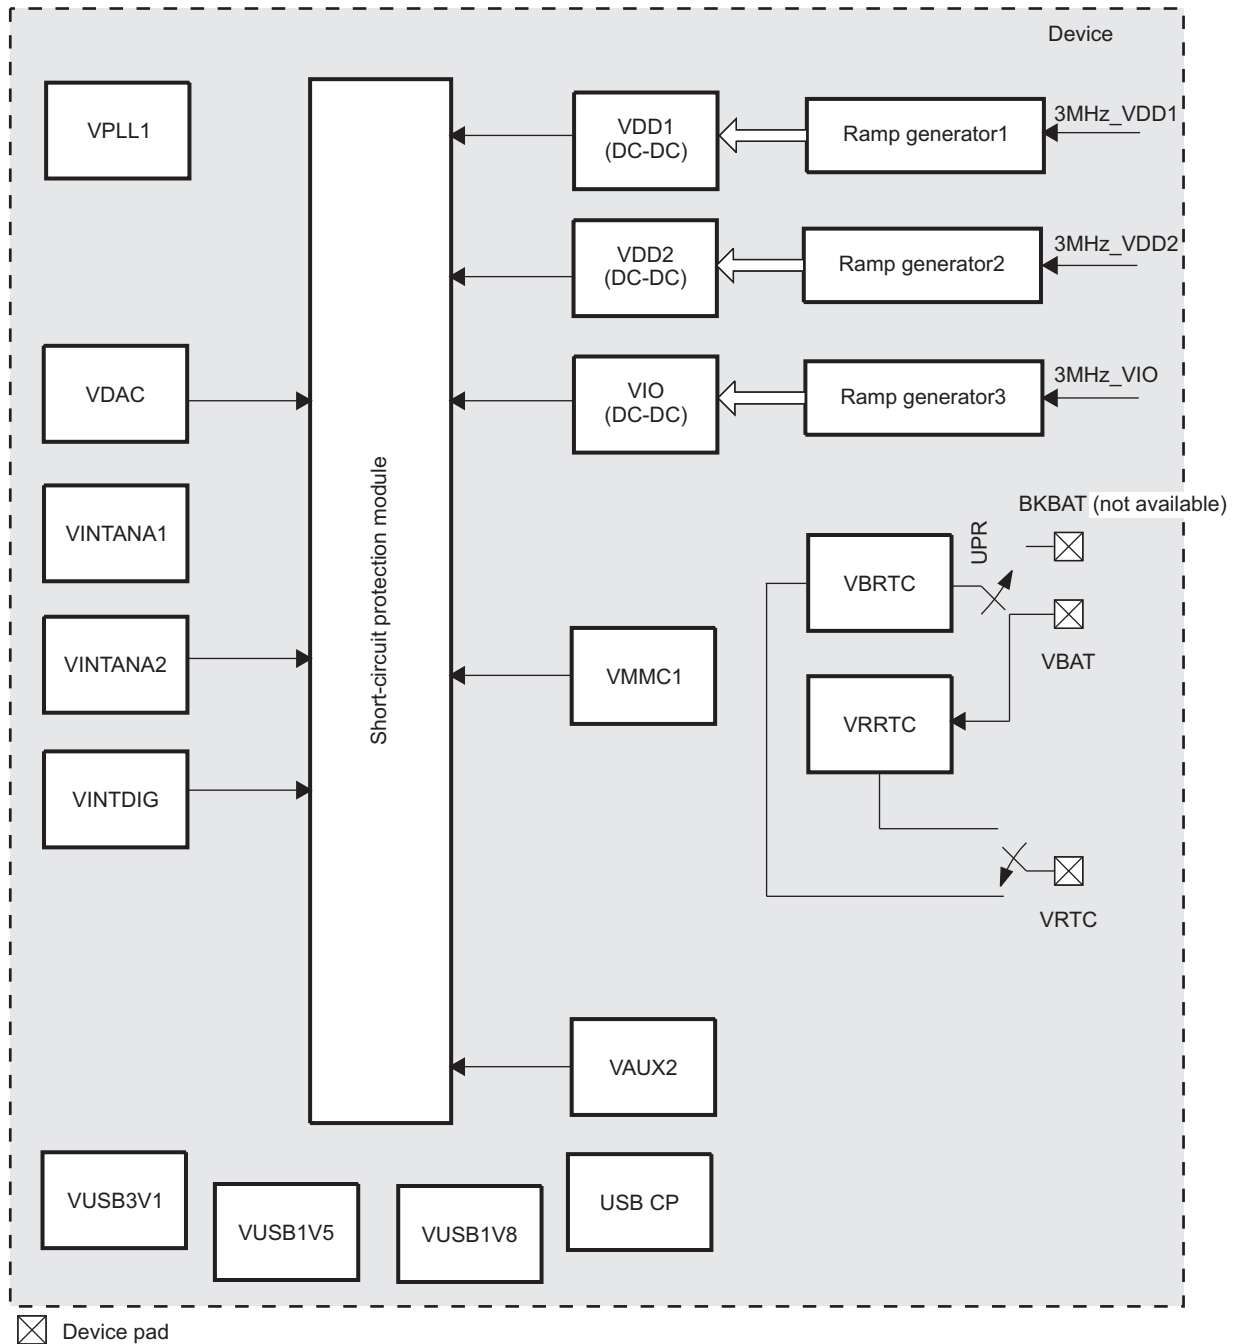 Device
VPLL1
VDD1
(DC-DC)
Ramp generator1
3MHz_VDD1
VDD2
(DC-DC)
Ramp generator2
3MHz_VDD2
VDAC
VIO
(DC-DC)
Ramp generator3
3MHz_VIO
Short-circuit protection module
VINTANA1
BKBAT (not available)
UPR
VBRTC
VINTANA2
VMMC1
VBAT
VRRTC
VINTDIG
VRTC
VAUX2
VUSB3V1
VUSB1V5
VUSB1V8
USB CP
Device pad